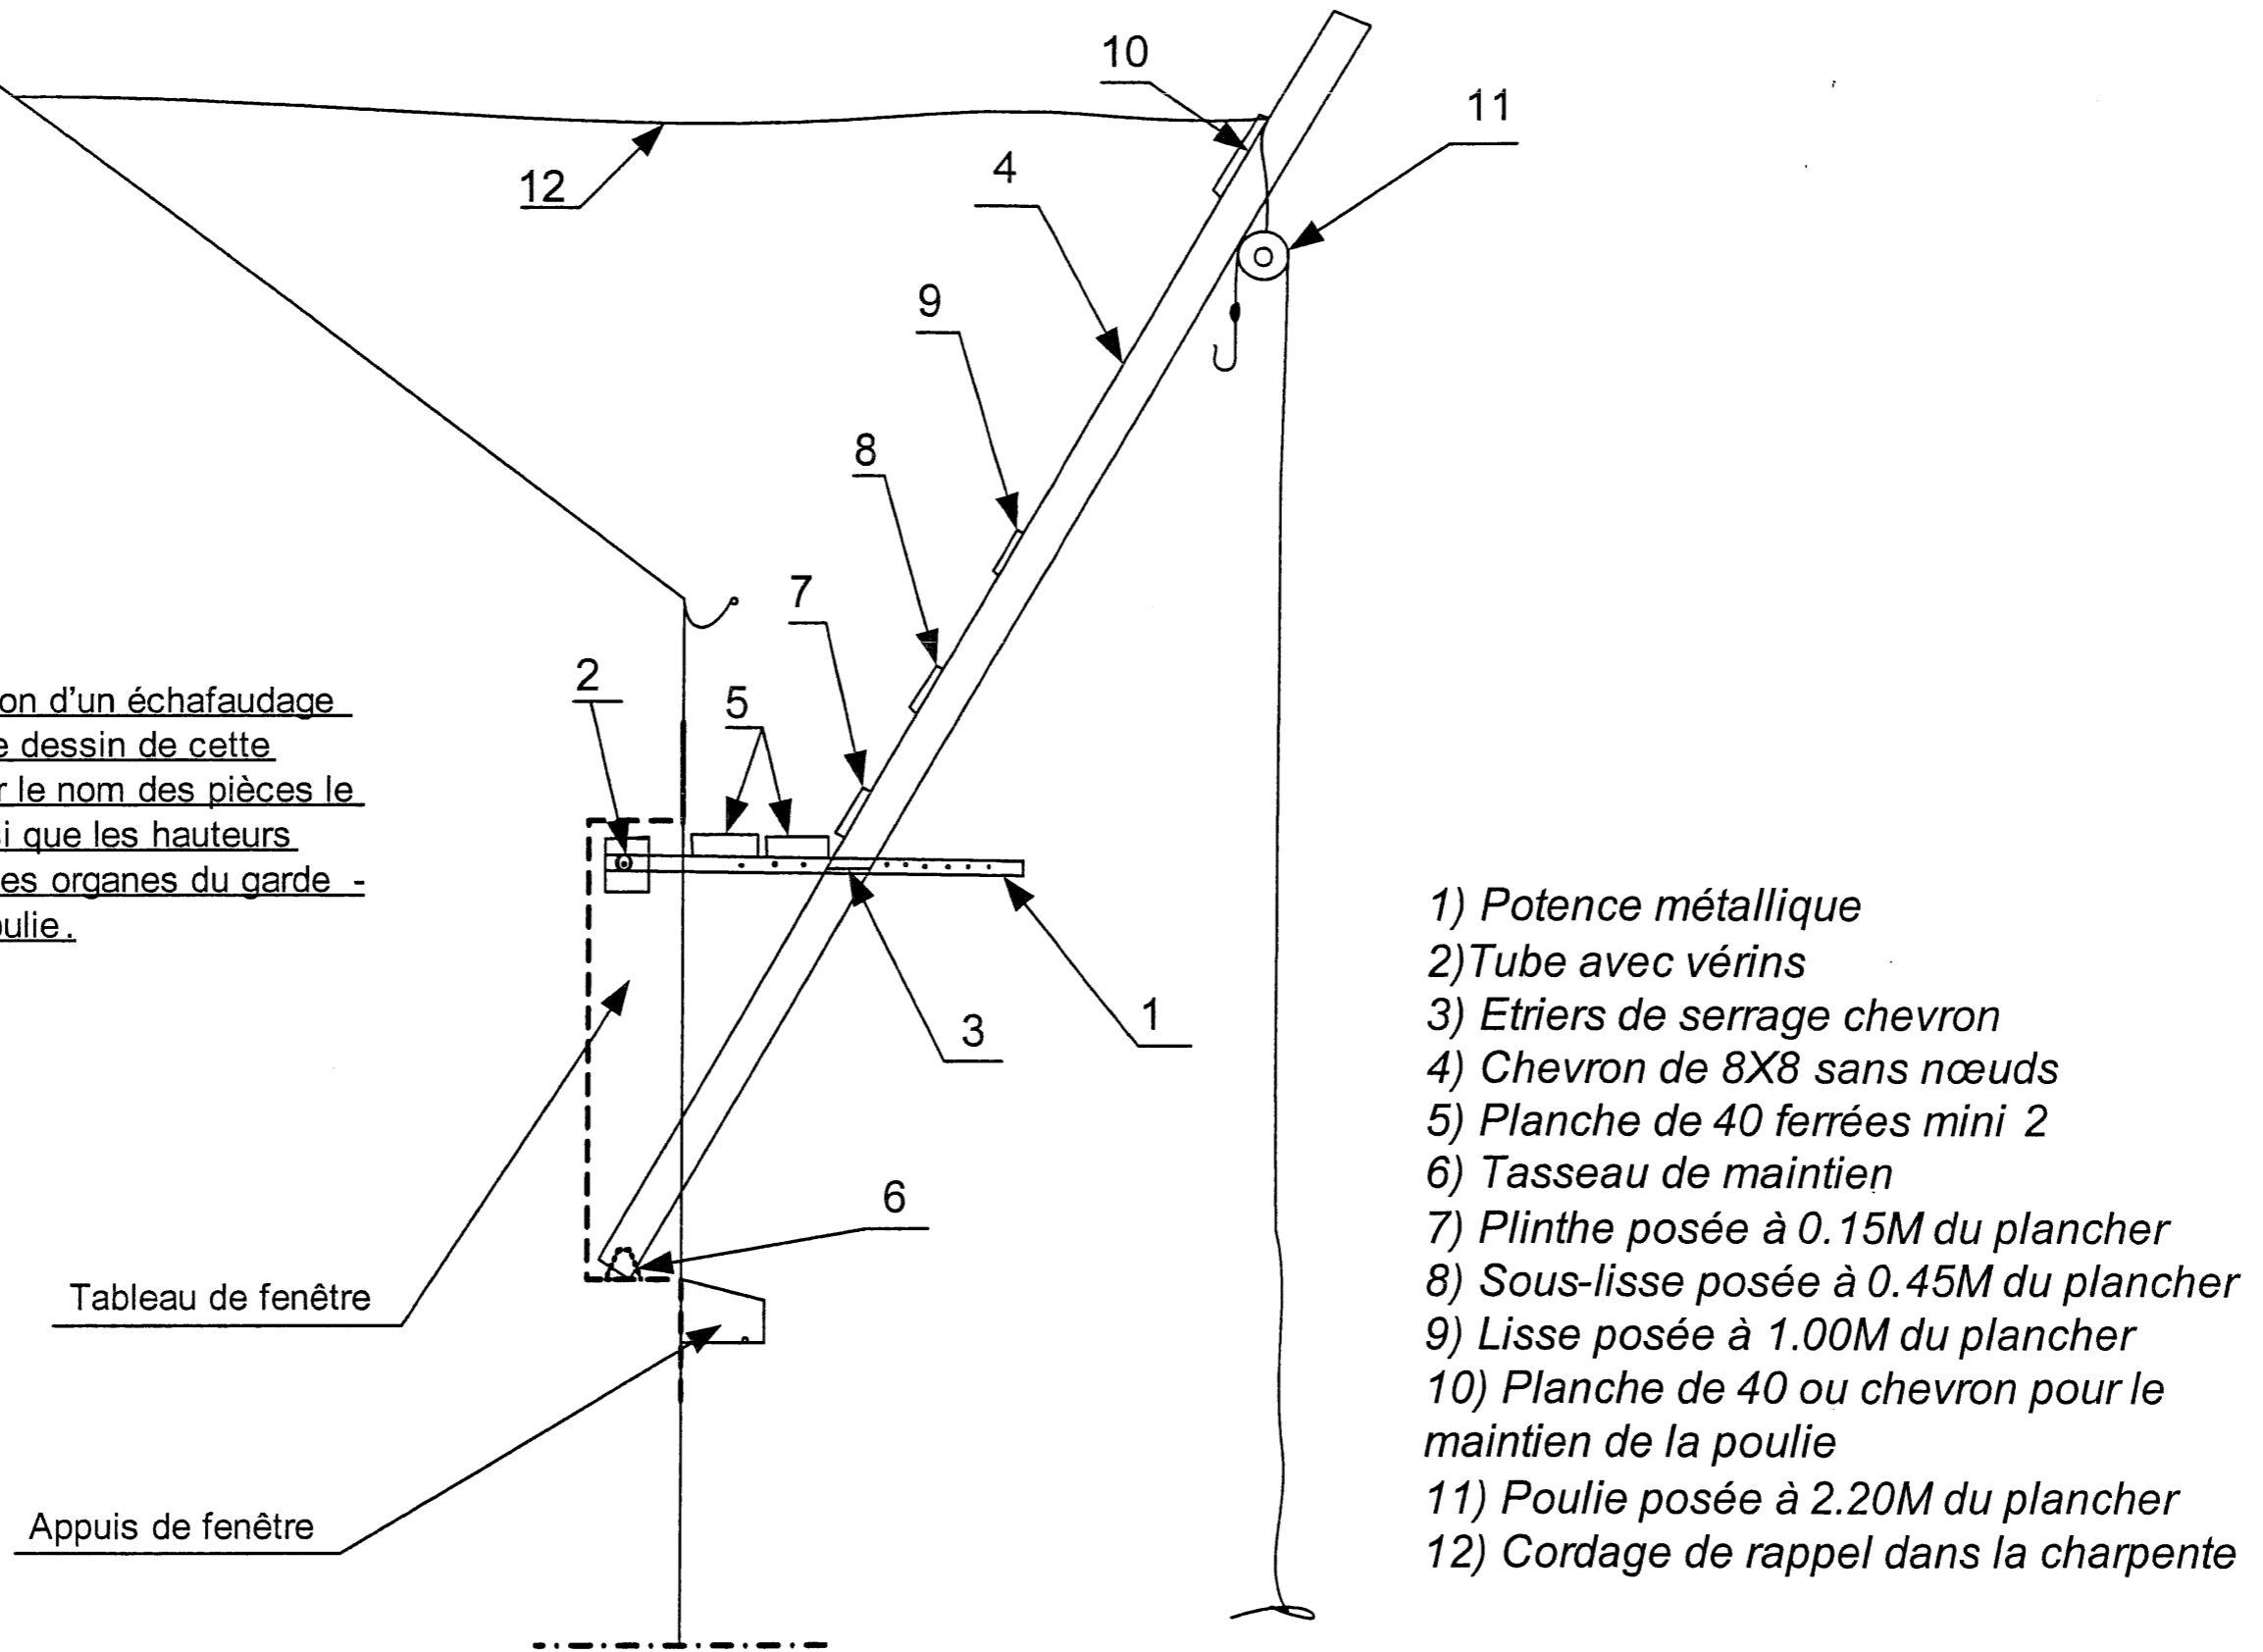 10
11
12
4
9
8
7
2
5
on d'un échafaudage
e dessin de cette
r le nom des pièces le
si que les hauteurs
es organes du garde -
oulie.
1
3
6
Tableau de fenêtre
Appuis de fenêtre
1) Potence métallique
2)Tube avec vérins
3) Etriers de serrage chevron
4) Chevron de 8X8 sans nœuds
5) Planche de 40 ferrées mini 2
6) Tasseau de maintien
7) Plinthe posée à 0.15M du plancher
8) Sous-lisse posée à 0.45M du plancher
9) Lisse posée à 1.00M du plancher
10) Planche de 40 ou chevron pour le
maintien de la poulie
11) Poulie posée à 2.20M du plancher
12) Cordage de rappel dans la charpente